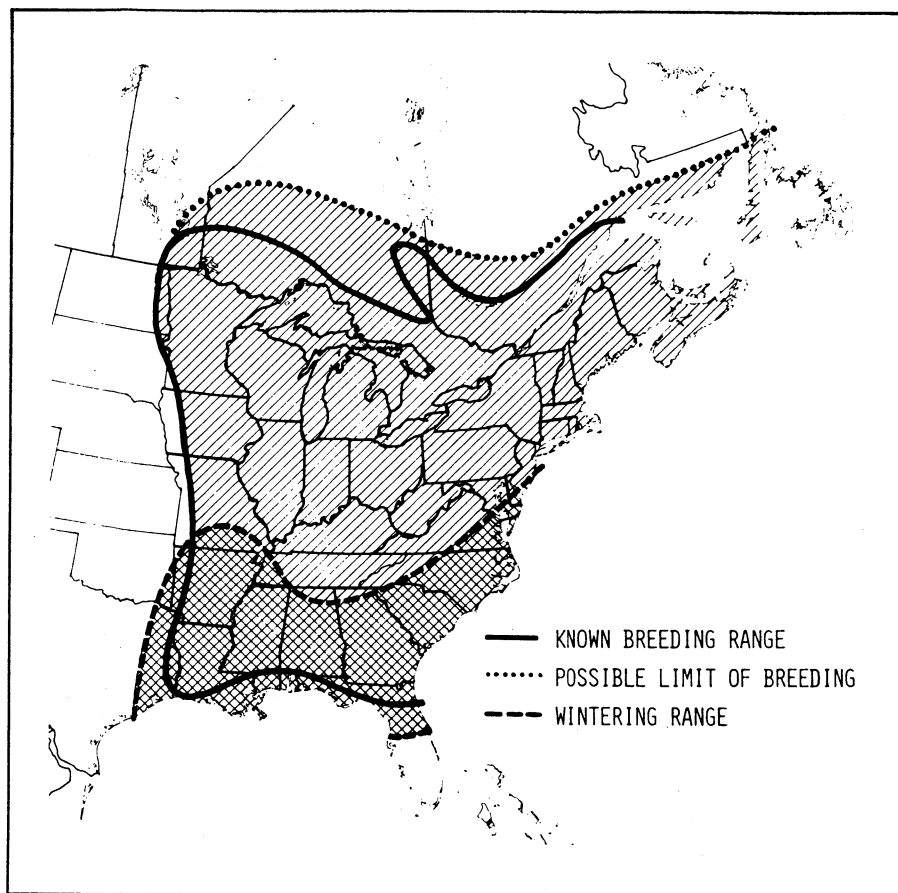 KNOWN BREEDING RANGE
POSSIBLE LIMIT OF BREEDING
WINTERING RANGE